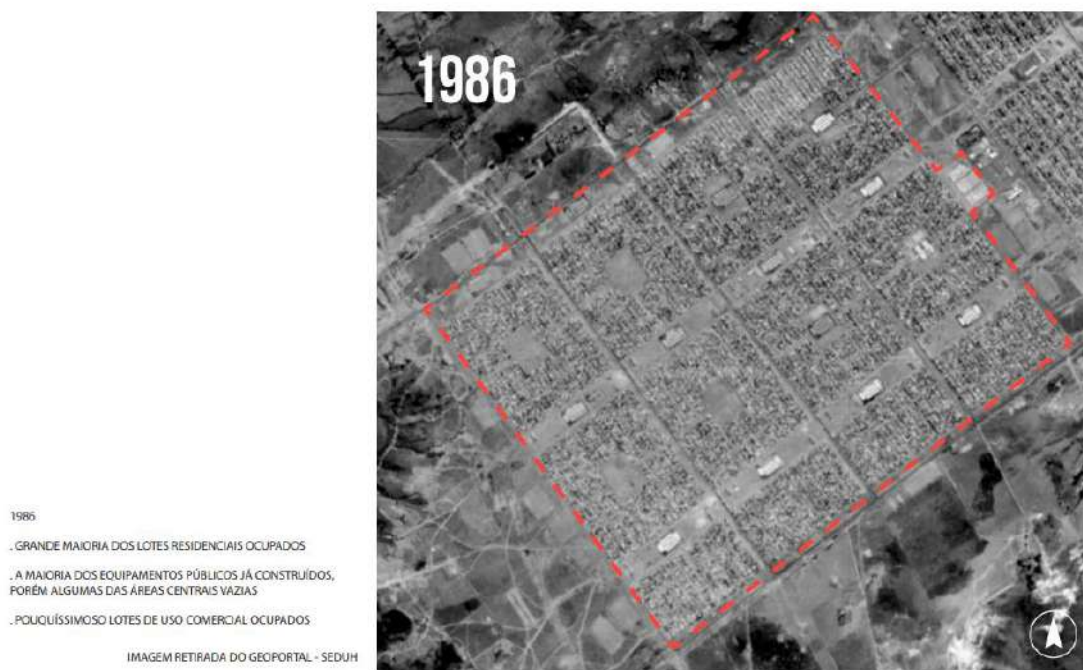 1986
1986
. GRANDE MAIORIA DOS LOTES RESIDENCIAIS OCUPADOS
. A MAIORIA DOS EQUIPAMENTOS PÚBLICOS JÁ CONSTRUÍDOS,
PORÉM ALGUMAS DAS ÁREAS CENTRAIS VAZIAS
. POUQUÍSSIMOSO LOTES DE USO COMERCIAL OCUPADOS
IMAGEM RETIRADA DO GEOPORTAL - SEDUH